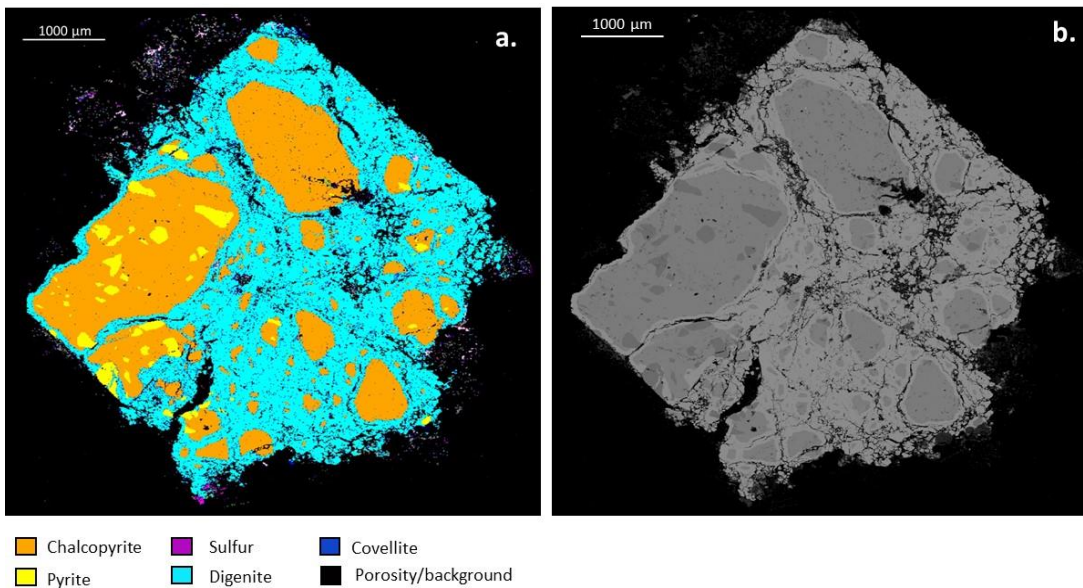 1000 µm
a.
1000 µm
b.
Chalcopyrite
Sulfur
Covellite
Pyrite
Digenite
Porosity/background